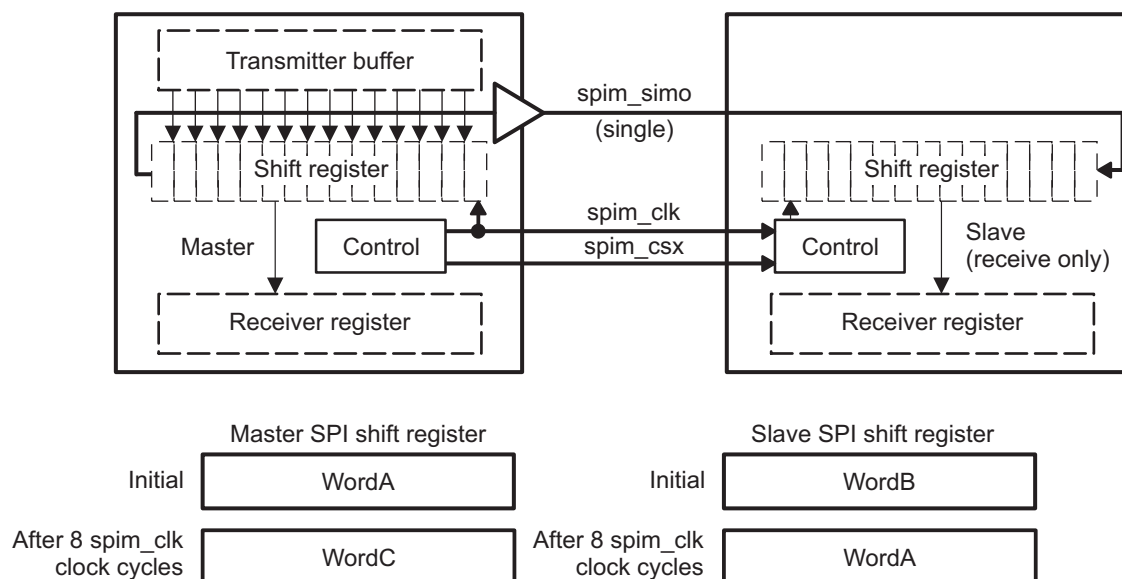 Transmitter buffer
spim_simo
(single)
Shift register
Shift register
spim_clk
Master
Control
spim_csx
Control
Slave
(receive only)
Receiver register
Receiver register
Master SPI shift register
Slave SPI shift register
Initial
WordA
Initial
WordB
After 8 spim_clk
clock cycles
WordC
After 8 spim_clk
clock cycles
WordA